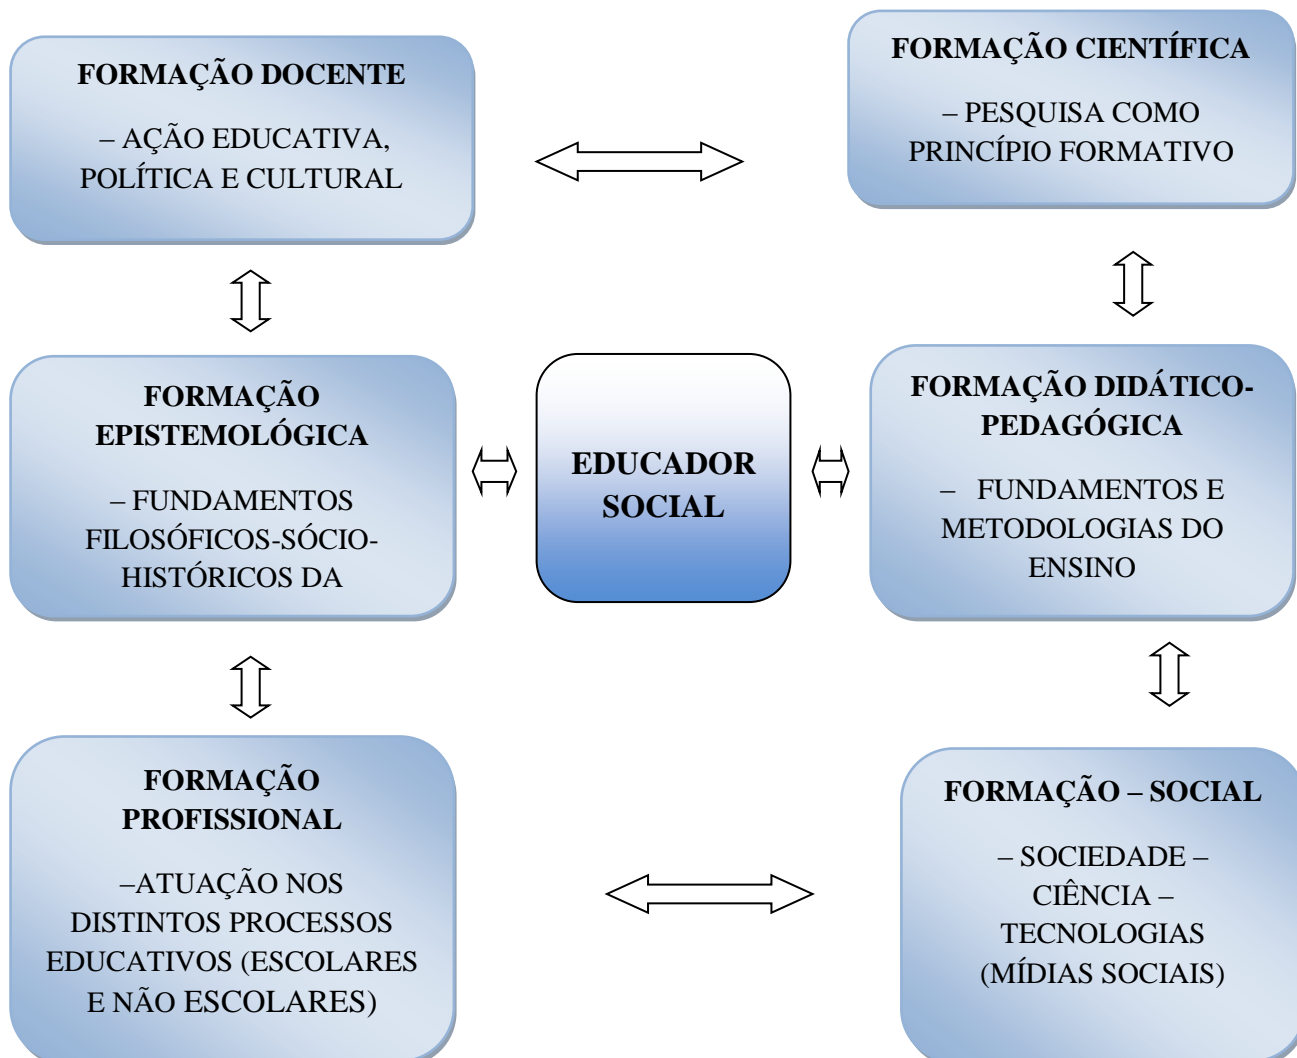 FORMAÇÃO DOCENTE
– AÇÃO EDUCATIVA,
POLÍTICA E CULTURAL
FORMAÇÃO CIENTÍFICA
– PESQUISA COMO
PRINCÍPIO FORMATIVO
FORMAÇÃO
EPISTEMOLÓGICA
– FUNDAMENTOS
FILOSÓFICOS-SÓCIO-
HISTÓRICOS DA
EDUCADOR
SOCIAL
FORMAÇÃO DIDÁTICO-
PEDAGÓGICA
– FUNDAMENTOS E
METODOLOGIAS DO
ENSINO
FORMAÇÃO
PROFISSIONAL
–ATUAÇÃO NOS
DISTINTOS PROCESSOS
EDUCATIVOS (ESCOLARES
E NÃO ESCOLARES)
FORMAÇÃO – SOCIAL
– SOCIEDADE –
CIÊNCIA –
TECNOLOGIAS
(MÍDIAS SOCIAIS)